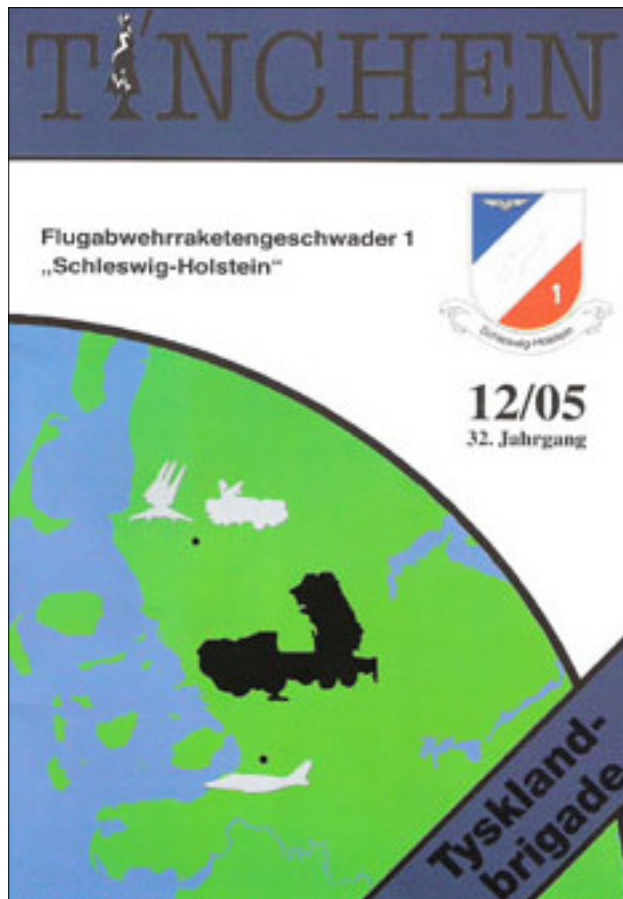 TINCHEN
Flugabwehrraketengeschwader 1
„Schleswig-Holstein“
1
Schleswig-Holstein
12/05
32. Jahrgang
Tyskland-
brigade